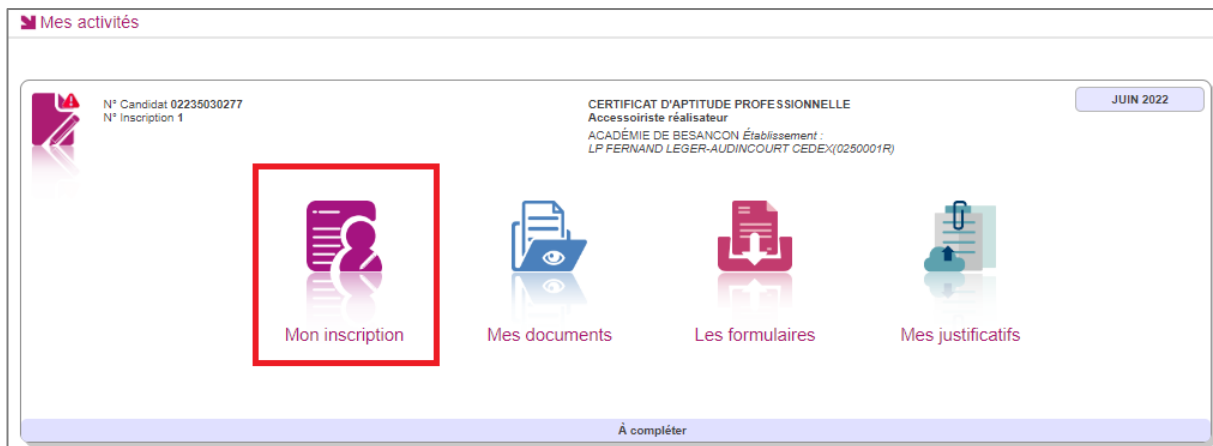 Mes activités
N° Candidat 02235030277
N° Inscription 1
CERTIFICAT D'APTITUDE PROFESSIONNELLE
Accessoiriste réalisateur
ACADÉMIE DE BESANCON Établissement :
LP FERNAND LEGER-AUDINCOURT CEDEX(0250001R)
JUIN 2022
Mon inscription
Mes documents
Les formulaires
Mes justificatifs
À compléter